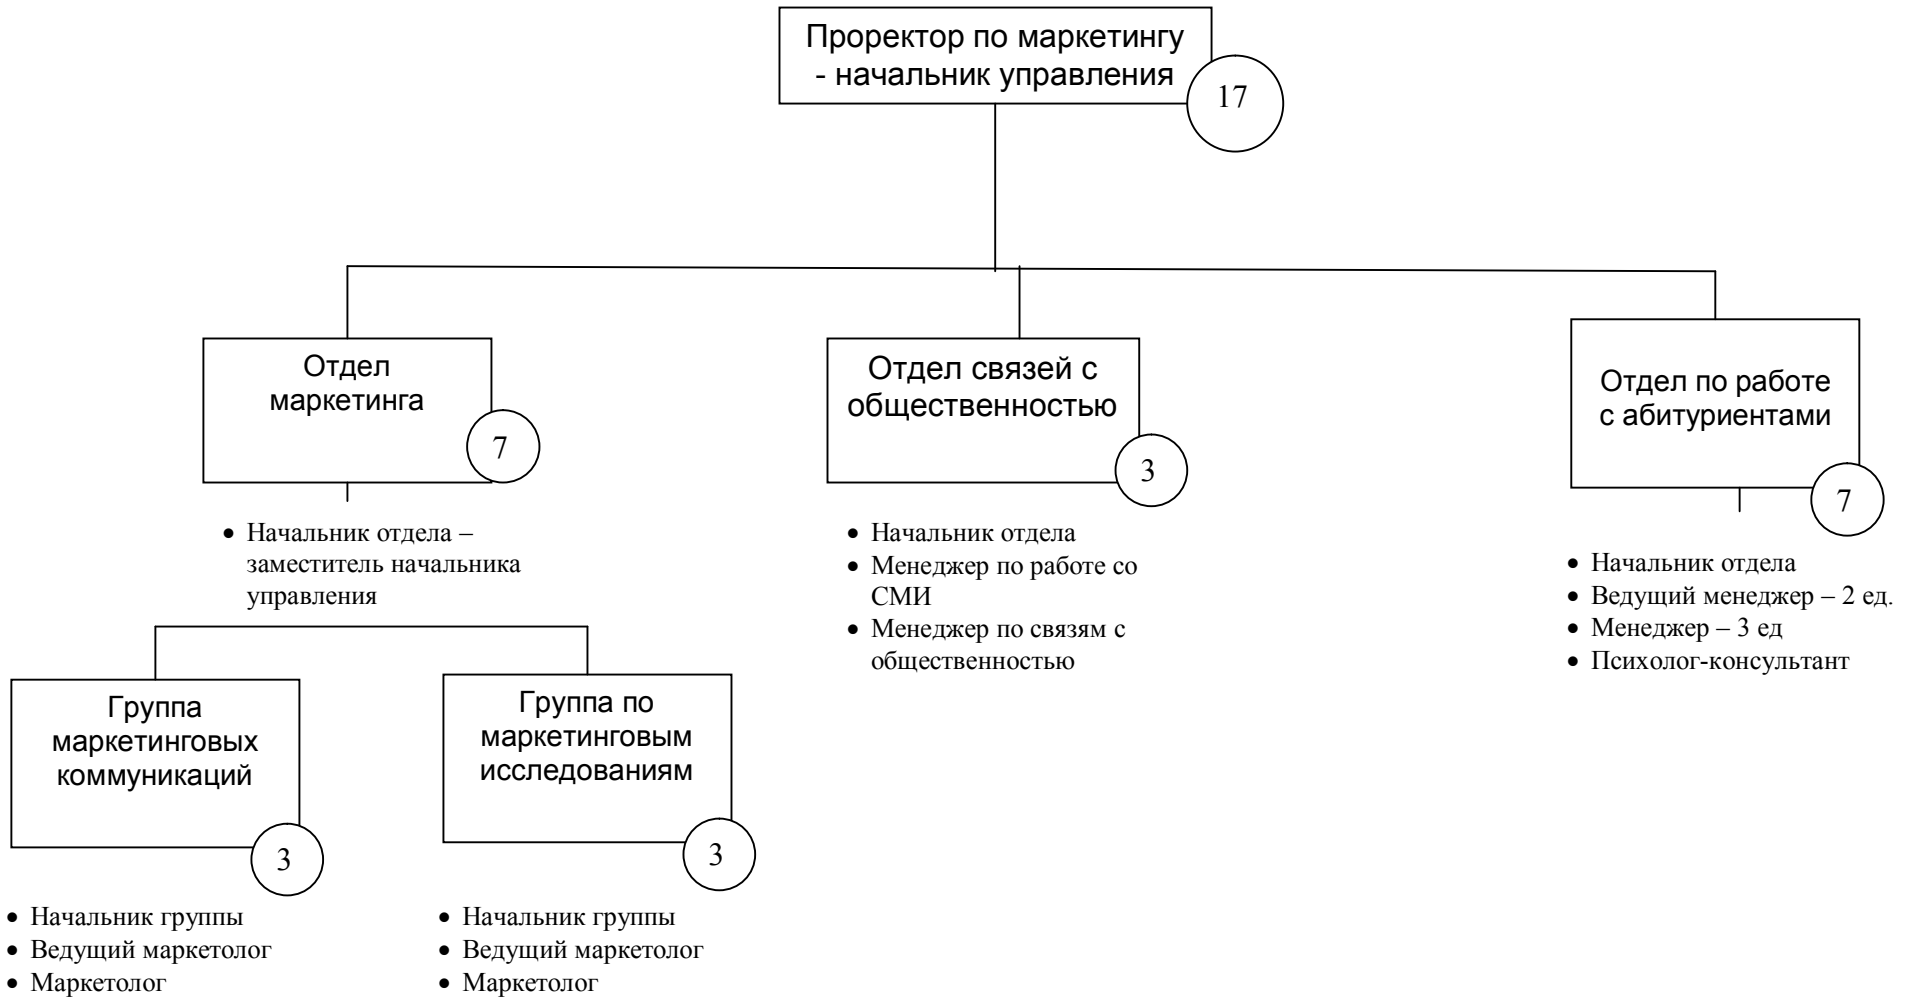 Проректор по маркетингу
- начальник управления
17
Отдел
маркетинга
7
• Начальник отдела –
заместитель начальника
управления
Отдел связей с
общественностью
3
• Начальник отдела
• Менеджер по работе со
СМИ
• Менеджер по связям с
общественностью
Отдел по работе
с абитуриентами
7
• Начальник отдела
• Ведущий менеджер – 2 ед.
• Менеджер – 3 ед
• Психолог-консультант
Группа
маркетинговых
коммуникаций
3
• Начальник группы
• Ведущий маркетолог
• Маркетолог
Группа по
маркетинговым
исследованиям
3
• Начальник группы
• Ведущий маркетолог
• Маркетолог